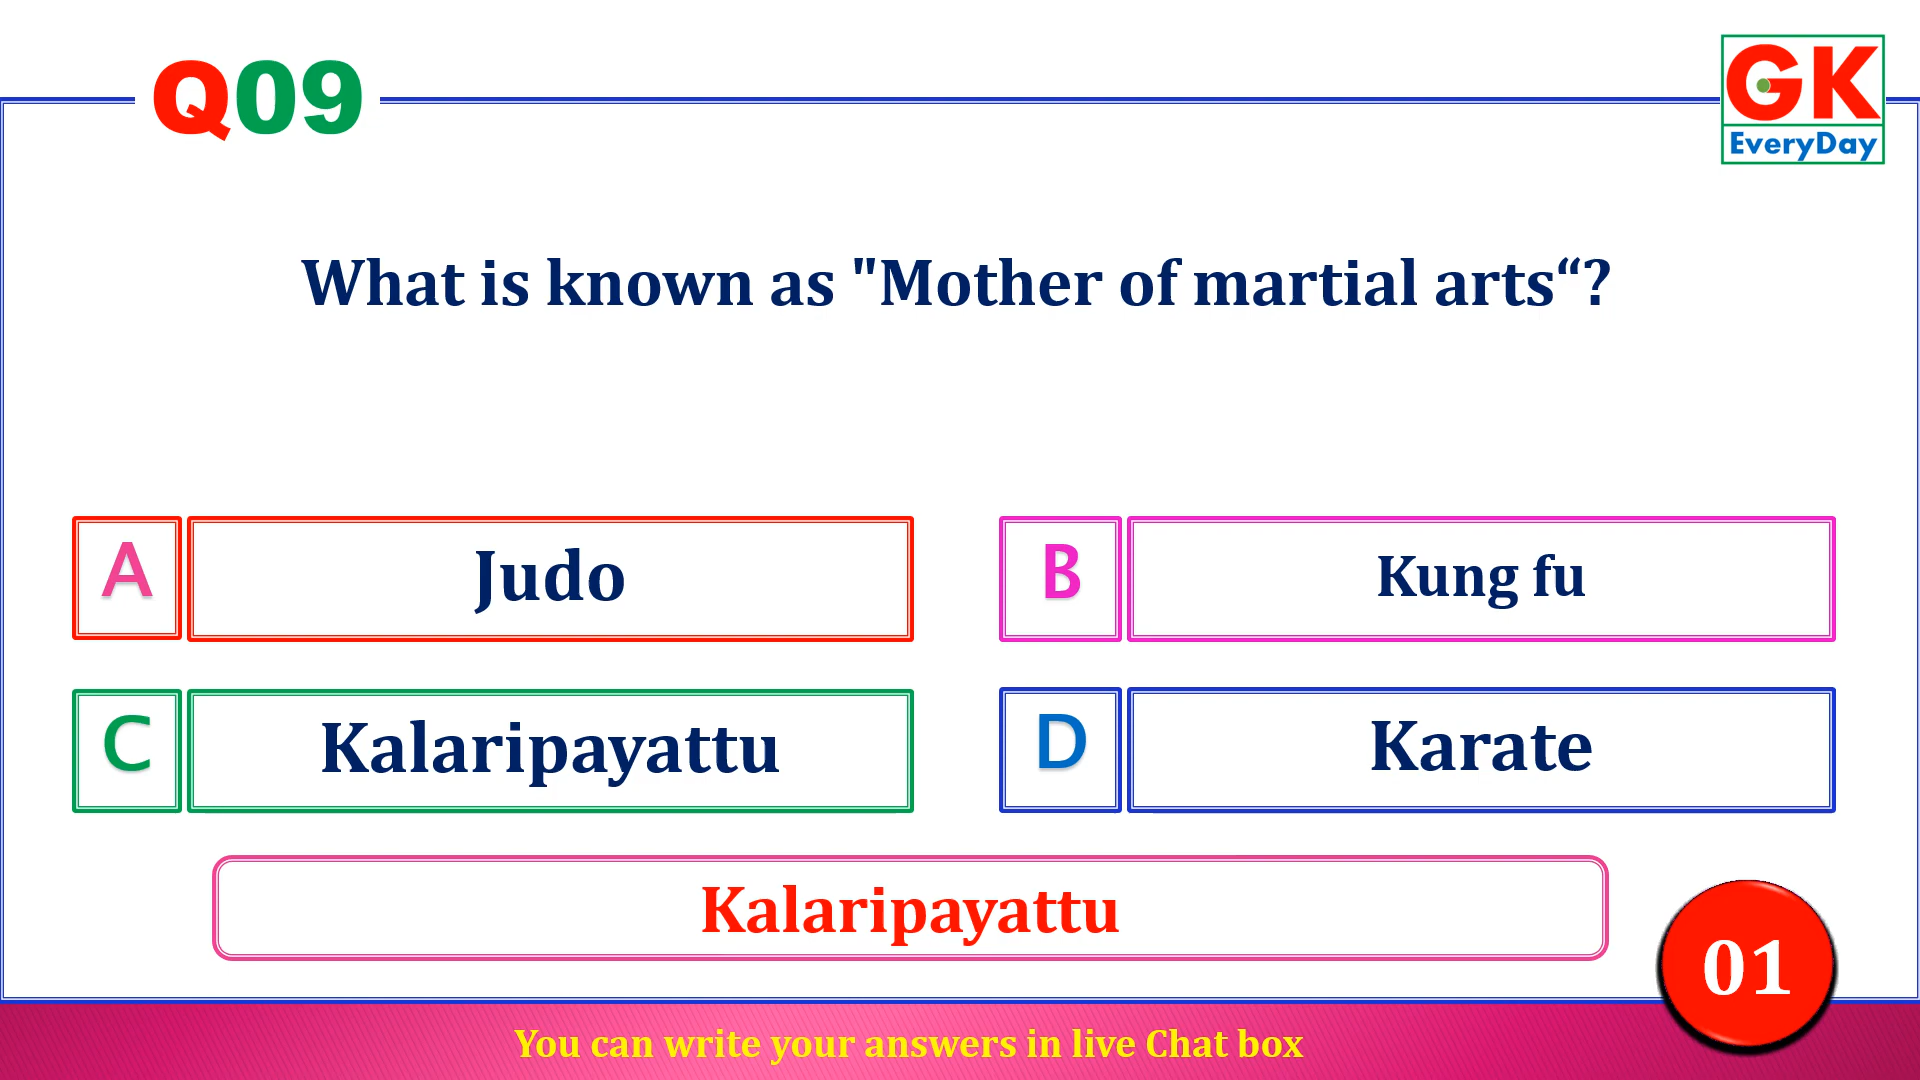 Q09
GK
EveryDay
What is known as "Mother of martial arts“?
A
Judo
B
Kung fu
C
Kalaripayattu
D
Karate
Kalaripayattu
01
You can write your answers in live Chat box